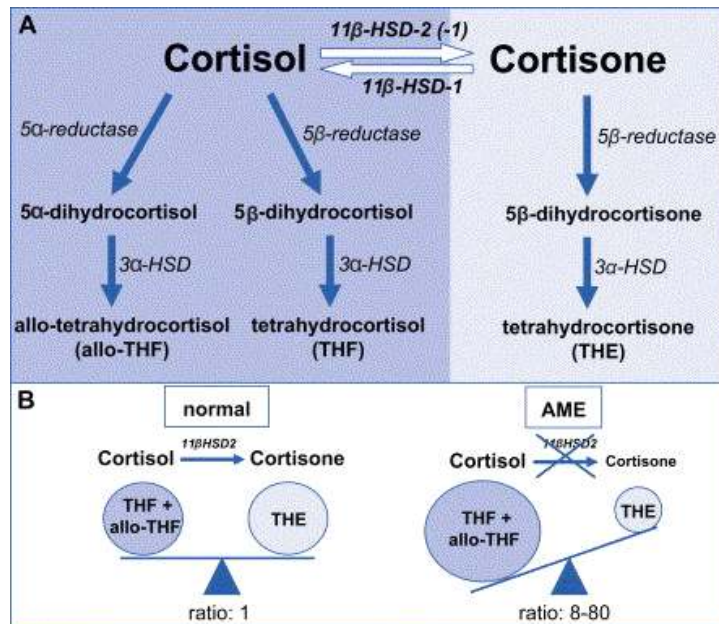 A
11β-HSD-2 (-1)
Cortisol
Cortisone
11β-HSD-1
5α-reductase
5β-reductase
5β-reductase
5α-dihydrocortisol
5β-dihydrocortisol
5β-dihydrocortisone
3α-HSD
3α-HSD
3α-HSD
allo-tetrahydrocortisol
(allo-THF)
tetrahydrocortisol
(THF)
tetrahydrocortisone
(THE)
B
normal
11βHSD2
Cortisol
Cortisone
THF +
allo-THF
THE
ratio: 1
AME
11βHSD2
Cortisol
Cortisone
THF +
allo-THF
THE
ratio: 8-80